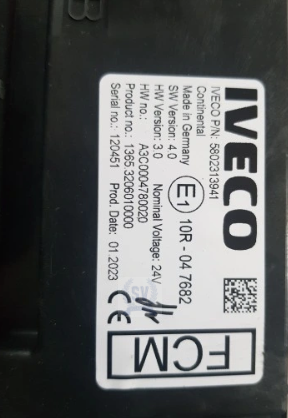 IVECO
IVECO P/N: 5802313941
Continental
Made in Germany
SW Version: 4.0
HW Version: 3.0 Nominal Voltage: 24V
HW no.: A3C0004780020
Product no.: 1365.3206010000
Serial no.: 120451 Prod. Date: 01.2023
E1 10R - 04 7682
CE
FCM
B